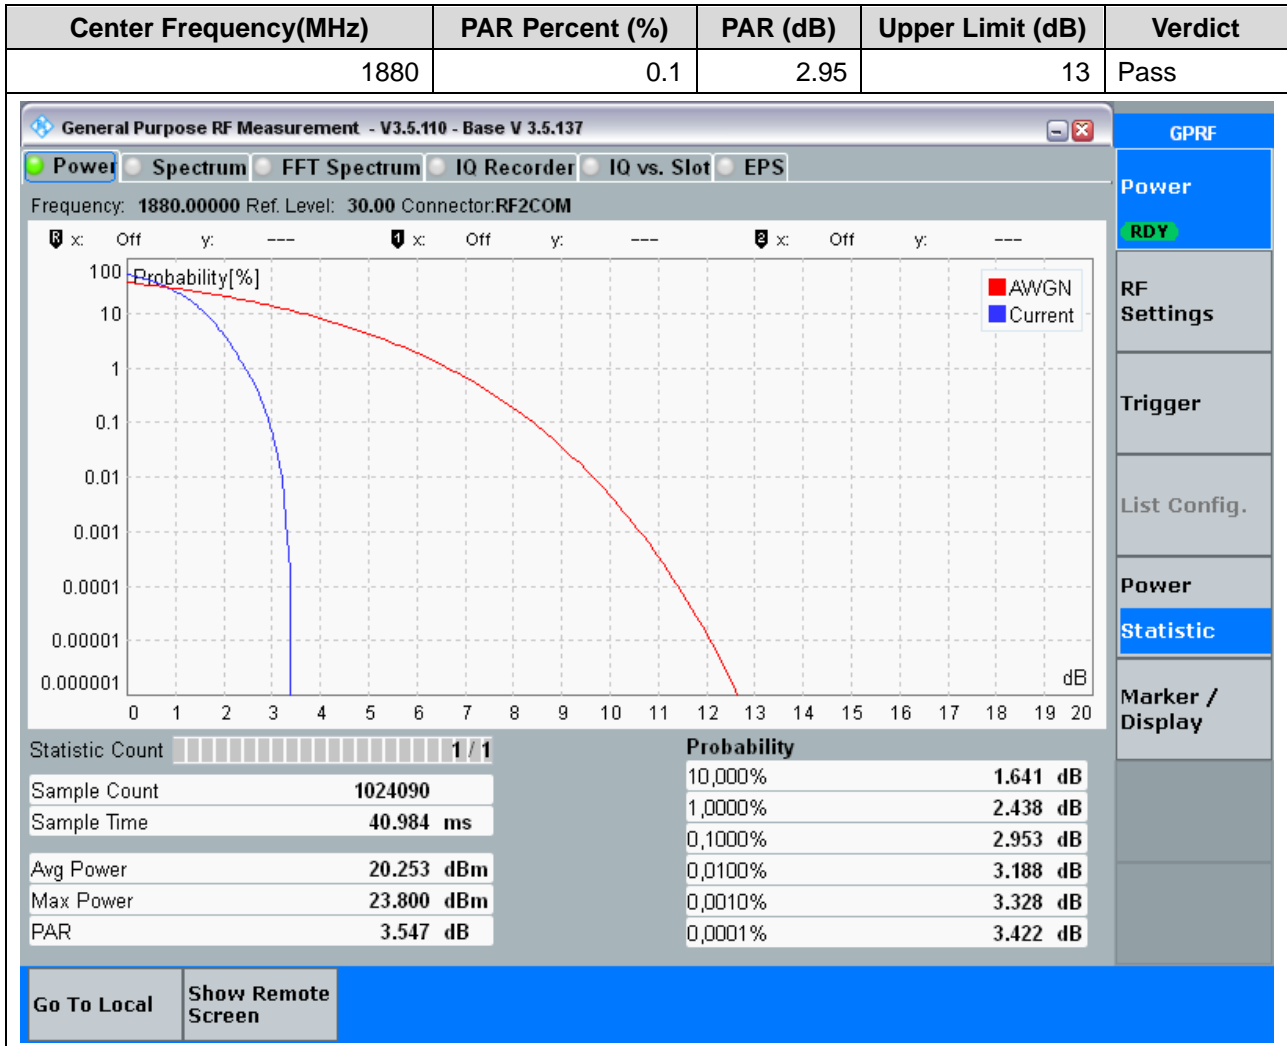 Center Frequency(MHz) PAR Percent (%) PAR (dB) Upper Limit (dB) Verdict
1880 0.1 2.95 13 Pass
General Purpose RF Measurement - V3.5.110 - Base V 3.5.137
GPRF
Power Spectrum FFT Spectrum IQ Recorder IQ vs. Slot EPS
Power
RDY
Frequency: 1880.00000 Ref. Level: 30.00 Connector:RF2COM
R x: Off y: --- 1 x: Off y: --- 2 x: Off y: ---
Probability[%]
AWGN
Current
100
10
1
0.1
0.01
0.001
0.0001
0.00001
0.000001
dB
0 1 2 3 4 5 6 7 8 9 10 11 12 13 14 15 16 17 18 19 20
RF
Settings
Trigger
List Config.
Power
Statistic
Marker /
Display
Statistic Count 1 / 1
Sample Count 1024090
Sample Time 40.984 ms
Avg Power 20.253 dBm
Max Power 23.800 dBm
PAR 3.547 dB
Probability
10,000% 1.641 dB
1,0000% 2.438 dB
0,1000% 2.953 dB
0,0100% 3.188 dB
0,0010% 3.328 dB
0,0001% 3.422 dB
Go To Local
Show Remote
Screen